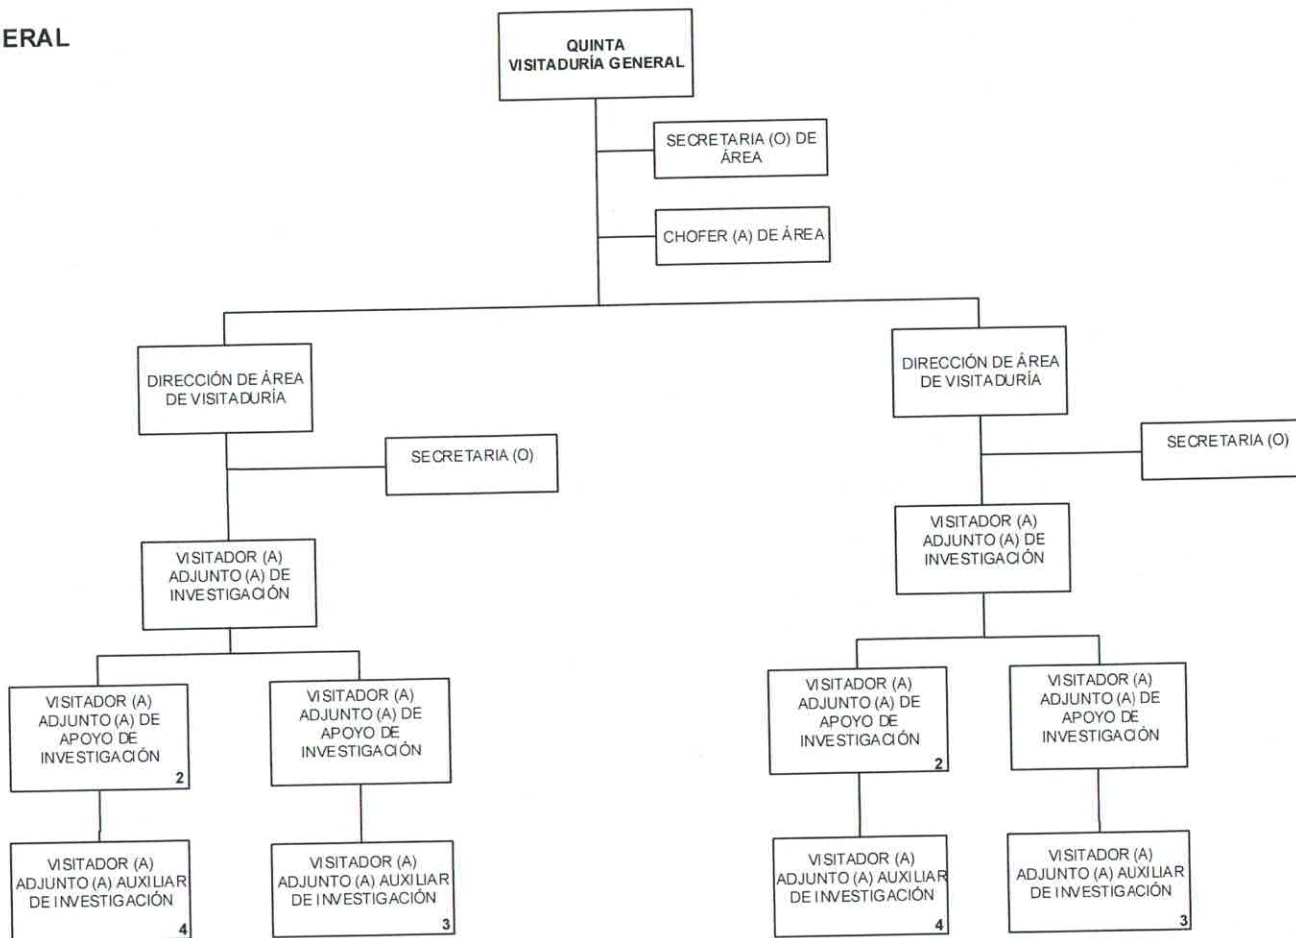 ERAL
QUINTA
VISITADURÍA GENERAL
SECRETARIA (O) DE
ÁREA
CHOFER (A) DE ÁREA
DIRECCIÓN DE ÁREA
DE VISITADURÍA
DIRECCIÓN DE ÁREA
DE VISITADURÍA
SECRETARIA (O)
SECRETARIA (O)
VISITADOR (A)
ADJUNTO (A) DE
INVESTIGACIÓN
VISITADOR (A)
ADJUNTO (A) DE
INVESTIGACIÓN
VISITADOR (A)
ADJUNTO (A) DE
APOYO DE
INVESTIGACIÓN
2
VISITADOR (A)
ADJUNTO (A) DE
APOYO DE
INVESTIGACIÓN
VISITADOR (A)
ADJUNTO (A) DE
APOYO DE
INVESTIGACIÓN
2
VISITADOR (A)
ADJUNTO (A) DE
APOYO DE
INVESTIGACIÓN
VISITADOR (A)
ADJUNTO (A) AUXILIAR
DE INVESTIGACIÓN
4
VISITADOR (A)
ADJUNTO (A) AUXILIAR
DE INVESTIGACIÓN
3
VISITADOR (A)
ADJUNTO (A) AUXILIAR
DE INVESTIGACIÓN
4
VISITADOR (A)
ADJUNTO (A) AUXILIAR
DE INVESTIGACIÓN
3